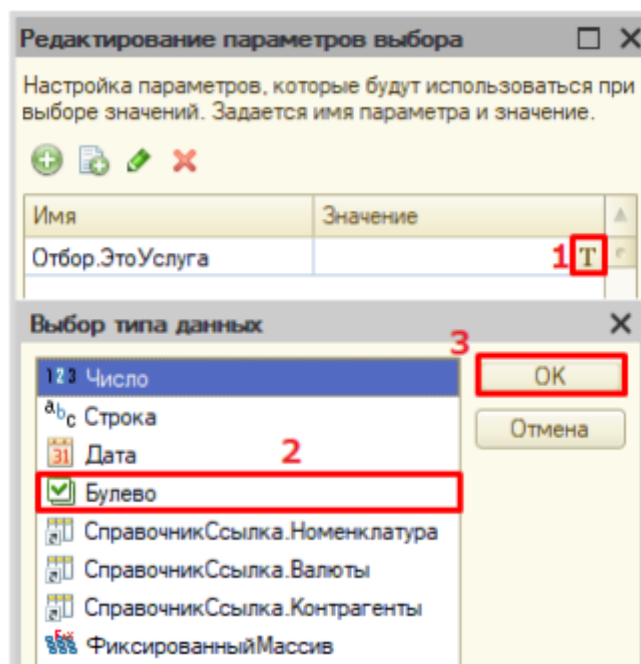 Редактирование параметров выбора
Настройка параметров, которые будут использоваться при
выборе значений. Задается имя параметра и значение.
Имя Значение
Отбор.ЭтоУслуга 1 T
Выбор типа данных
3
123 Число ОК
abc Строка Отмена
31 Дата 2
Булево
СправочникСсылка.Номенклатура
СправочникСсылка.Валюты
СправочникСсылка.Контрагенты
ФиксированныйМассив